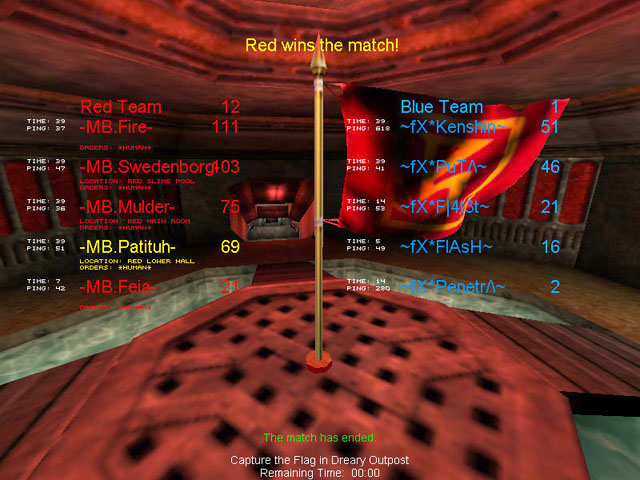 Red wins the match!
Red Team 12
TIME: 39
PING: 37
-MB.Fire- 111
ORDERS: *HUMAN*
TIME: 39
PING: 47
-MB.Swedenborg- 103
LOCATION: RED SLIME POOL
ORDERS: *HUMAN*
TIME: 39
PING: 36
-MB.Mulder- 75
LOCATION: RED MAIN ROOM
ORDERS: *HUMAN*
TIME: 39
PING: 51
-MB.Patituh- 69
LOCATION: RED LOWER HALL
ORDERS: *HUMAN*
TIME: 7
PING: 42
-MB.Feia- 21
ORDERS: *HUMAN*
Blue Team 1
TIME: 39
PING: 618
~fX*Kenshin~ 51
TIME: 39
PING: 41
~fX*PuT/\~ 46
TIME: 14
PING: 53
~fX*F|4|3t~ 21
TIME: 5
PING: 49
~fX*FlAsH~ 16
TIME: 14
PING: 280
~fX*Penetr/\~ 2
The match has ended.
Capture the Flag in Dreary Outpost
Remaining Time: 00:00